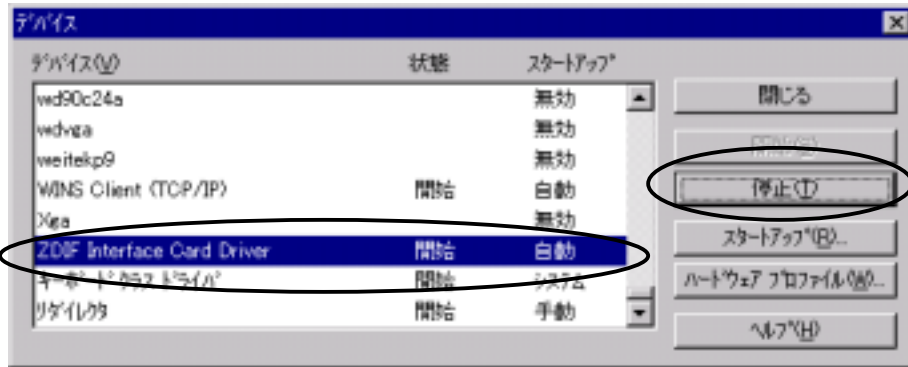 デバイス
デバイス(V) 状態 スタートアップ
wd90c24a 無効
wdvga 無効
weitekp9 無効
WINS Client (TCP/IP) 開始 自動
Xga 無効
ZDIF Interface Card Driver 開始 自動
キーボード クラス ドライバ 開始 システム
リダイレクタ 開始 手動
閉じる
開始(S)
停止(T)
スタートアップ(R)...
ハードウェア プロファイル(W)...
ヘルプ(H)